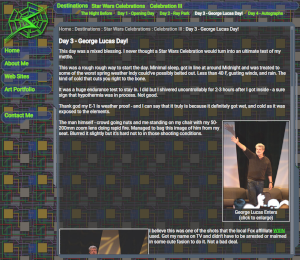 Destinations Star Wars Celebrations Celebration III
The Night Before Day 1 - Opening Day Day 2 - Ray Park Day 3 - George Lucas Day! Day 4 - Autographs
Home
About Me
Web Sites
Art Portfolio
Contact Me
Home : Destinations : Star Wars Celebrations : Celebration III : Day 3 - George Lucas Day!
Day 3 - George Lucas Day!
This day was a mixed blessing. I never thought a Star Wars Celebration would turn into an ultimate test of my
mettle.
This was a rough rough way to start the day. Minimal sleep, got in line at around Midnight and was treated to
some of the worst spring weather Indy could've possibly belted out. Less than 40 F, gusting winds, and rain. The
kind of cold that cuts you right to the bone.
It was a huge endurance test to stay in. I did but I shivered uncontrollably for 2-3 hours after I got inside - a sure
sign that hypothermia was in process. Not good.
Thank god my E-1 is weather proof - and I can say that it truly is because it definitely got wet, and cold as it was
exposed to the elements.
The man himself - crowd going nuts and me standing on my chair with my 50-
200mm zoom lens doing rapid fire. Managed to bag this image of him from my
seat. Blurred it slightly but it's hard not to in those shooting conditions.
George Lucas Enters
(click to enlarge)
I believe this was one of the shots that the local Fox affiliate WXIN
used. Got my name on TV and didn't have to be arrested or maimed
in some cute fasion to do it. Not a bad deal.